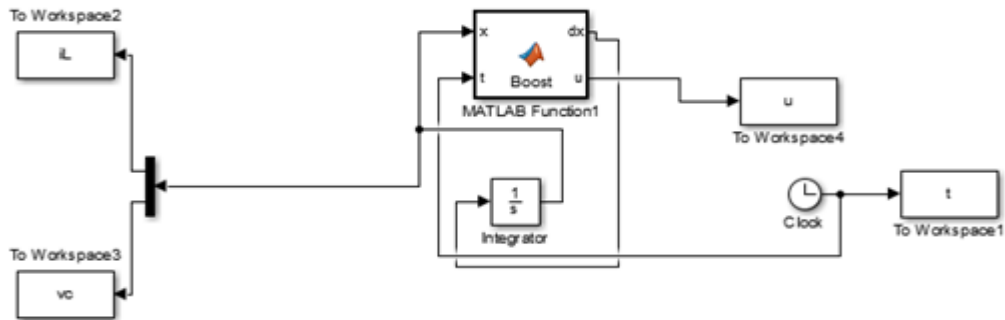 To Workspace2
iL
x
dx
t
u
Boost
MATLAB Function1
u
To Workspace4
1
s
Integrator
Clock
t
To Workspace1
To Workspace3
vc